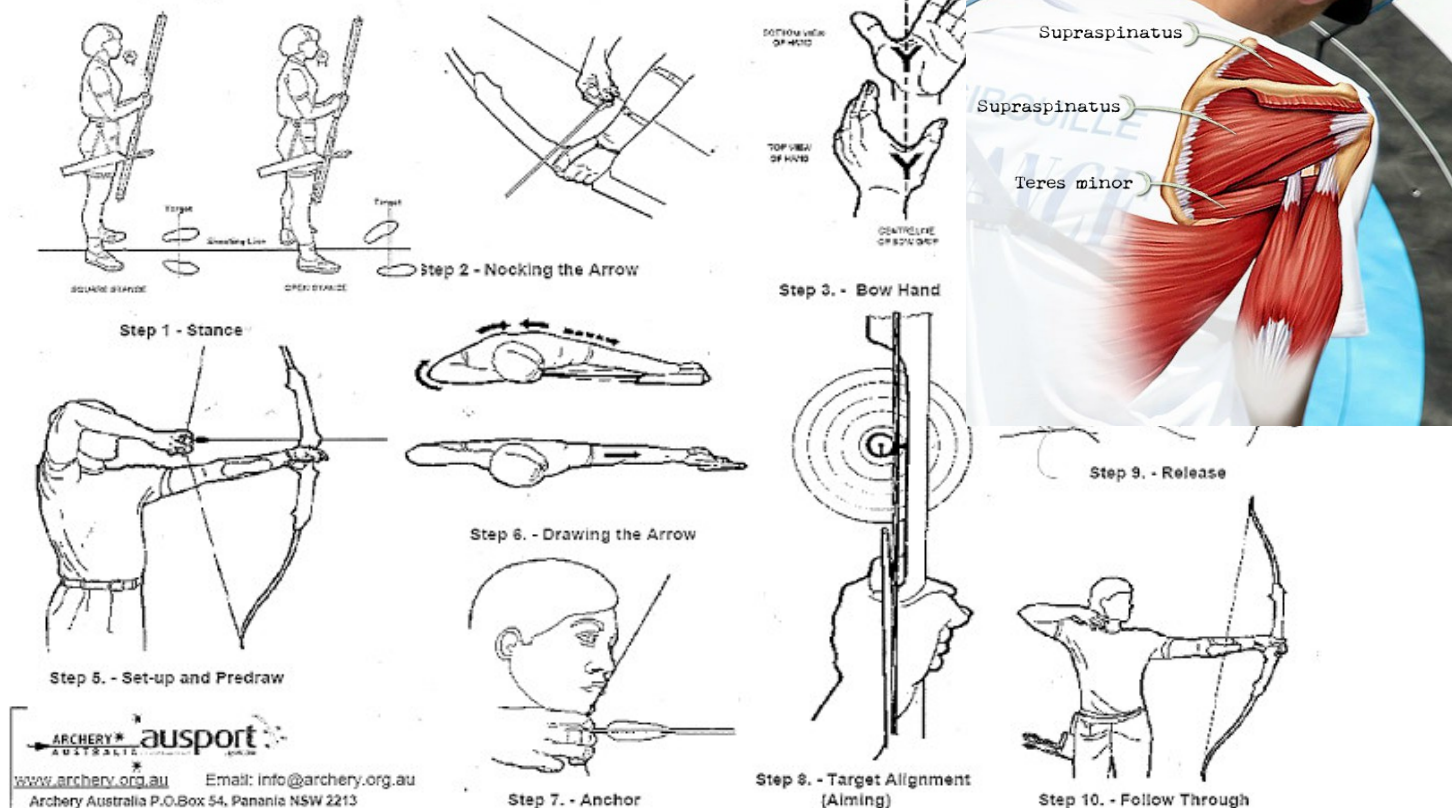 BOTTOM VIEW
OF HAND
TOP VIEW
OF HAND
CENTRELINE
OF BOW GRIP
Target
Target
Shooting Line
SQUARE STANCE
OPEN STANCE
Step 1 - Stance
Step 2 - Nocking the Arrow
Step 3. - Bow Hand
Supraspinatus
Supraspinatus
Teres minor
Step 5. - Set-up and Predraw
Step 6. - Drawing the Arrow
Step 7. - Anchor
Step 8. - Target Alignment
(Aiming)
Step 9. - Release
Step 10. - Follow Through
ARCHERY
AUSTRALIA
ausport
www.archery.org.au
Email: info@archery.org.au
Archery Australia P.O.Box 54, Panania NSW 2213